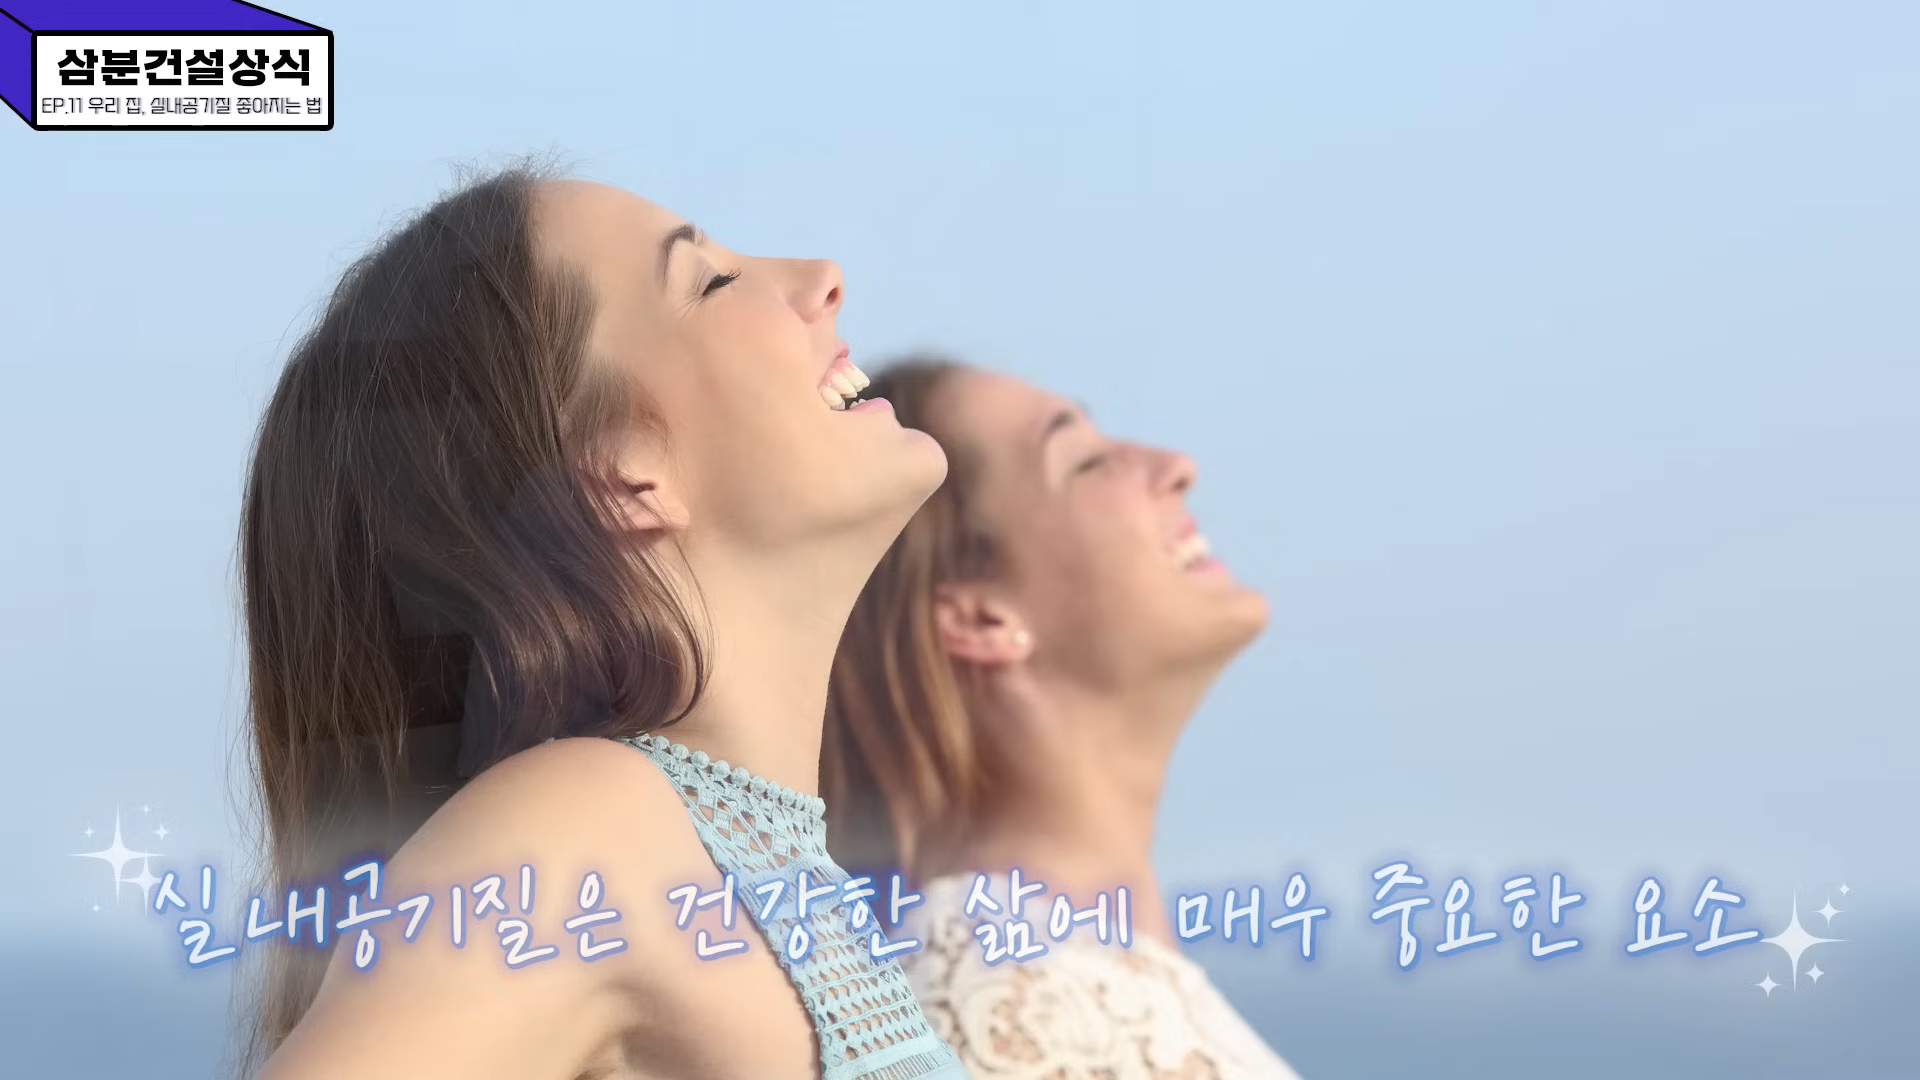 삼분건설상식
EP.11 우리 집, 실내공기질 좋아지는 법
실내공기질은 건강한 삶에 매우 중요한 요소